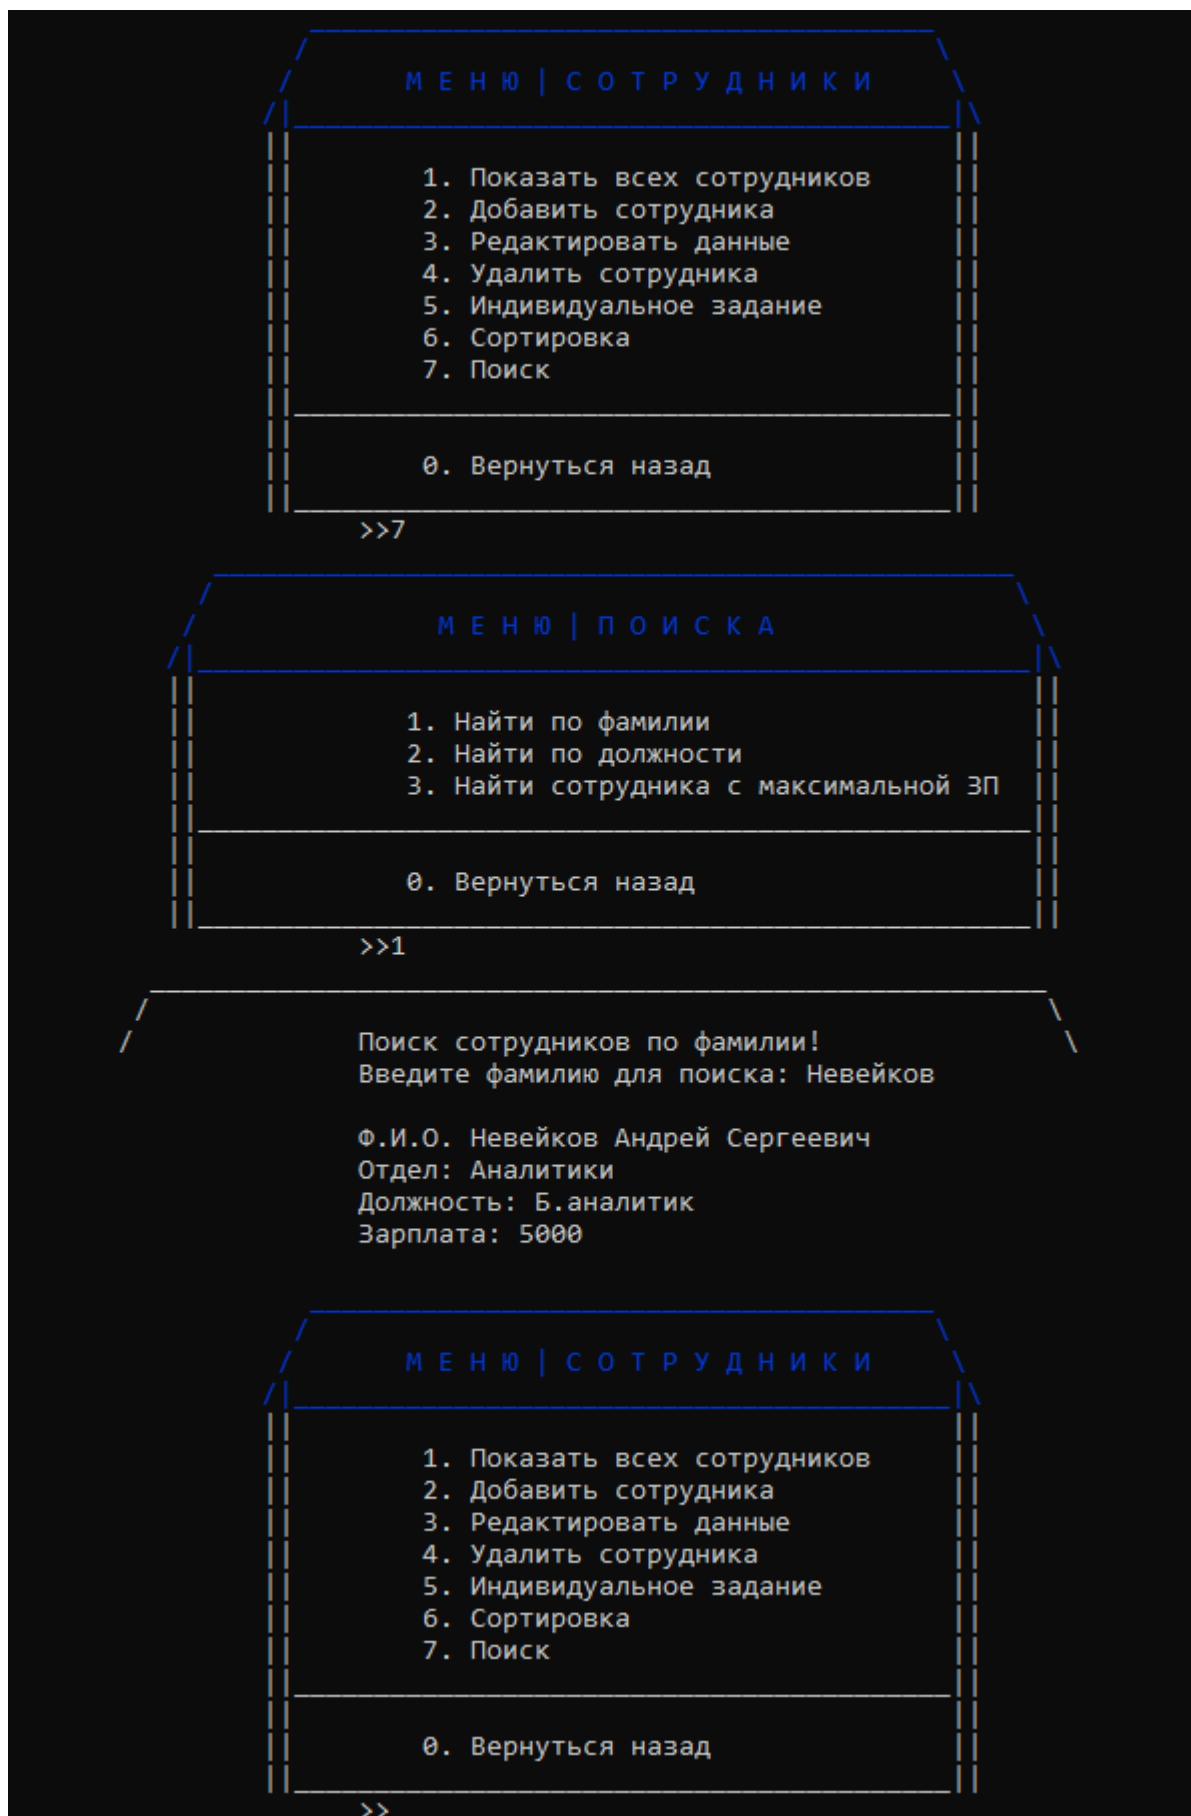 М Е Н Ю | С О Т Р У Д Н И К И
1. Показать всех сотрудников
2. Добавить сотрудника
3. Редактировать данные
4. Удалить сотрудника
5. Индивидуальное задание
6. Сортировка
7. Поиск
0. Вернуться назад
>>7
М Е Н Ю | П О И С К А
1. Найти по фамилии
2. Найти по должности
3. Найти сотрудника с максимальной ЗП
0. Вернуться назад
>>1
Поиск сотрудников по фамилии!
Введите фамилию для поиска: Невейков
Ф.И.О. Невейков Андрей Сергеевич
Отдел: Аналитики
Должность: Б.аналитик
Зарплата: 5000
М Е Н Ю | С О Т Р У Д Н И К И
1. Показать всех сотрудников
2. Добавить сотрудника
3. Редактировать данные
4. Удалить сотрудника
5. Индивидуальное задание
6. Сортировка
7. Поиск
0. Вернуться назад
>>